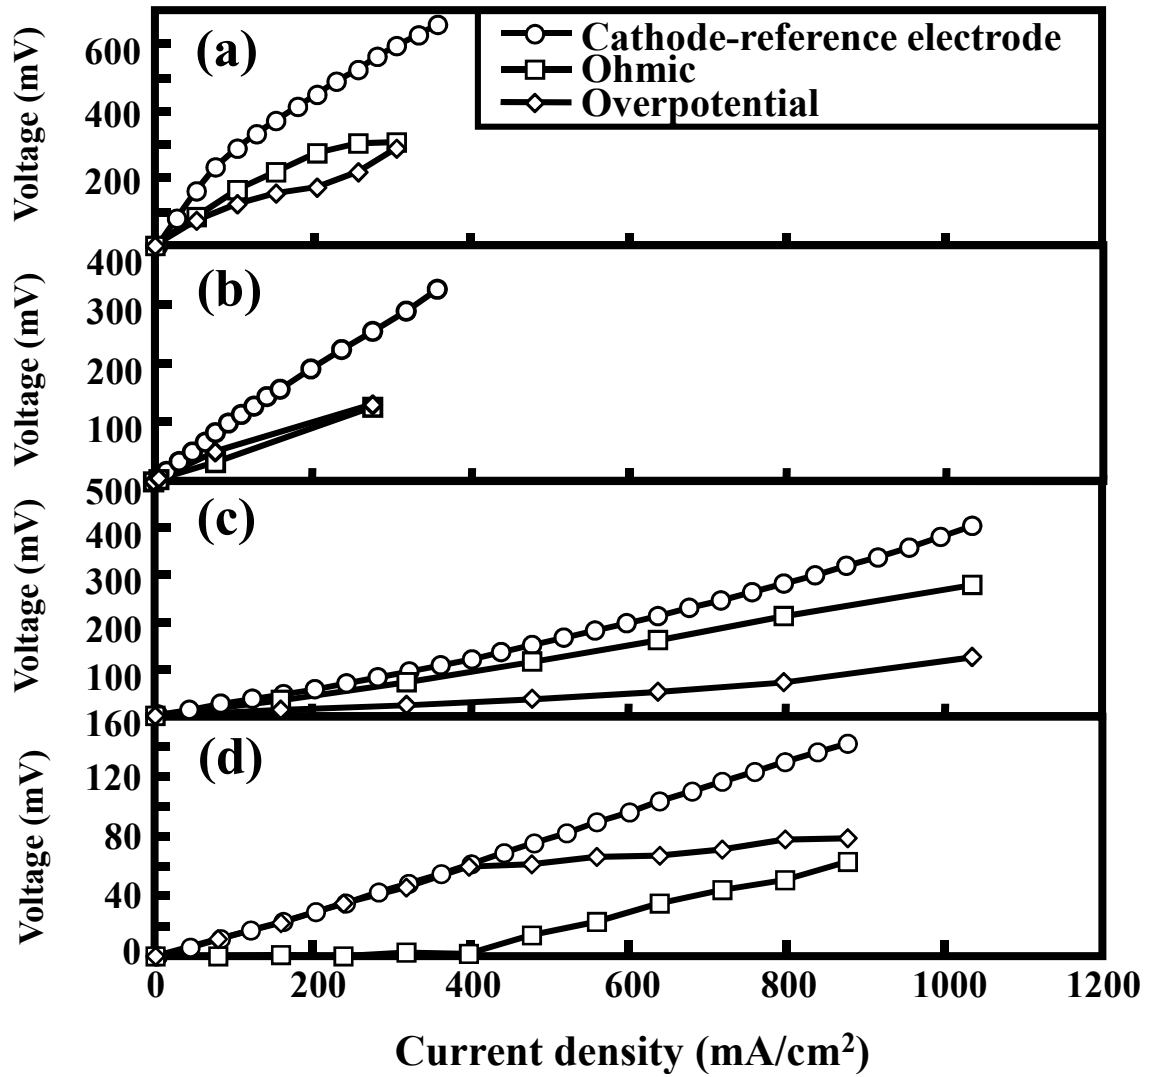 (a)
Cathode-reference electrode
Ohmic
Overpotential
Voltage (mV)
600
400
200
(b)
Voltage (mV)
400
300
200
100
(c)
Voltage (mV)
500
400
300
200
100
(d)
Voltage (mV)
160
120
80
40
0
0 200 400 600 800 1000 1200
Current density (mA/cm²)